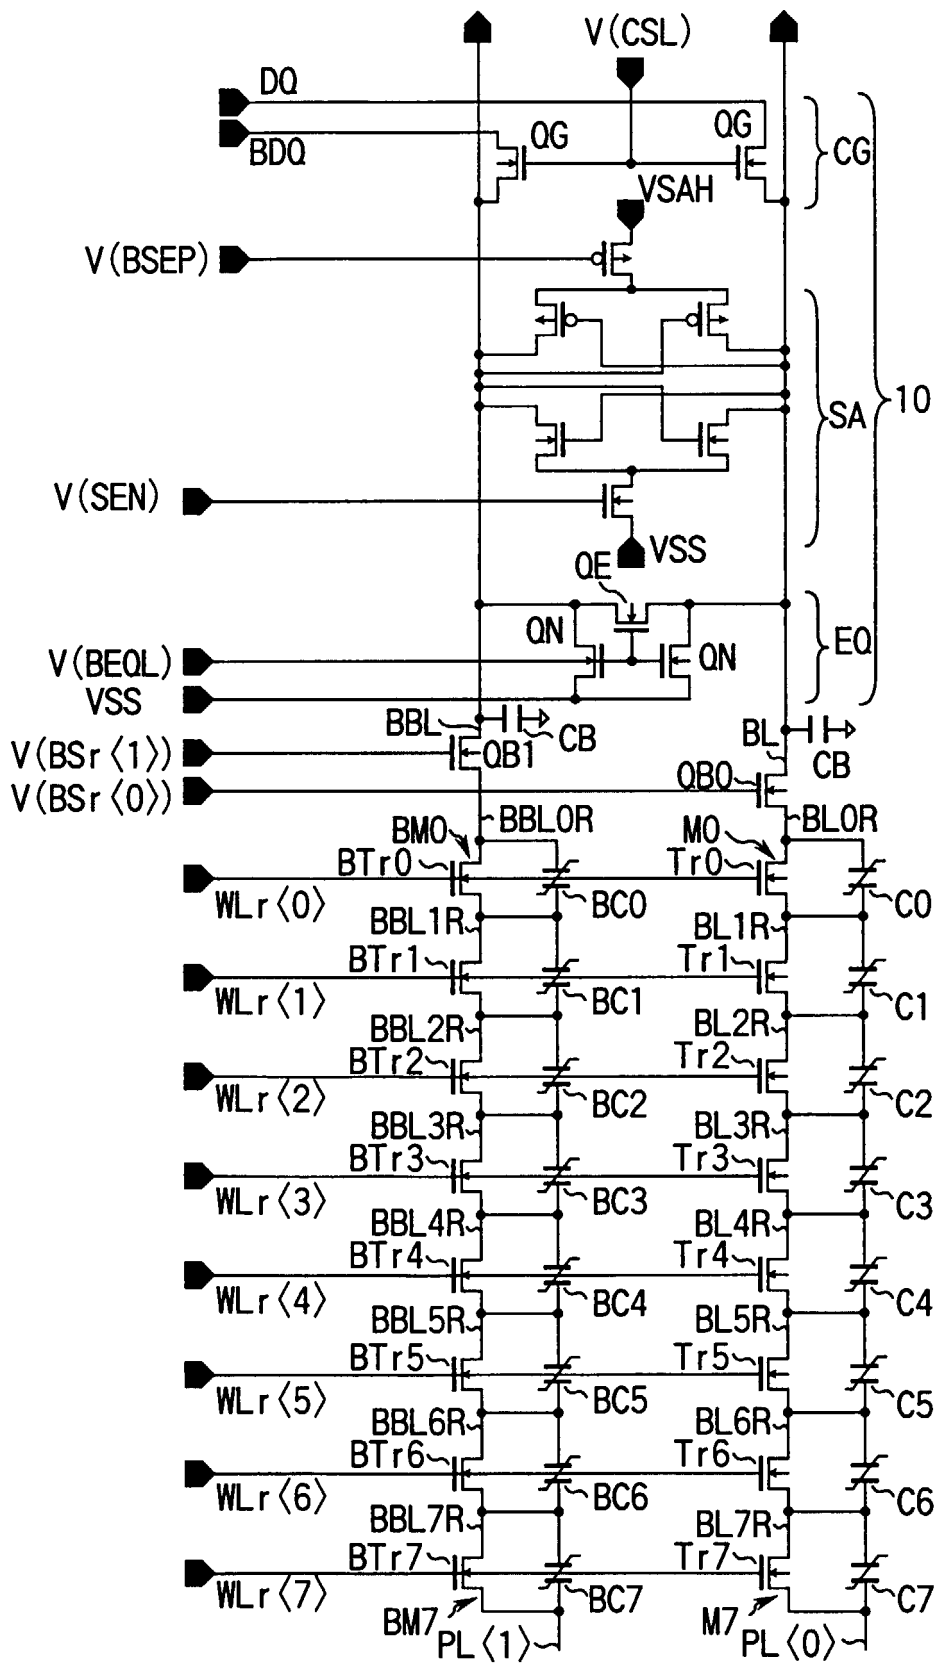 V(CSL)
DQ
BDQ
QG
QG
CG
VSAH
V(BSEP)
10
SA
V(SEN)
VSS
QE
QN
QN
EQ
V(BEQL)
VSS
BBL
CB
BL
CB
V(BSr〈1〉)
QB1
V(BSr〈0〉)
QB0
BBL0R
BL0R
BM0
M0
BTr0
Tr0
WLr〈0〉
BC0
C0
BBL1R
BL1R
BTr1
Tr1
WLr〈1〉
BC1
C1
BBL2R
BL2R
BTr2
Tr2
WLr〈2〉
BC2
C2
BBL3R
BL3R
BTr3
Tr3
WLr〈3〉
BC3
C3
BBL4R
BL4R
BTr4
Tr4
WLr〈4〉
BC4
C4
BBL5R
BL5R
BTr5
Tr5
WLr〈5〉
BC5
C5
BBL6R
BL6R
BTr6
Tr6
WLr〈6〉
BC6
C6
BBL7R
BL7R
BTr7
Tr7
WLr〈7〉
BC7
C7
BM7
M7
PL〈1〉
PL〈0〉